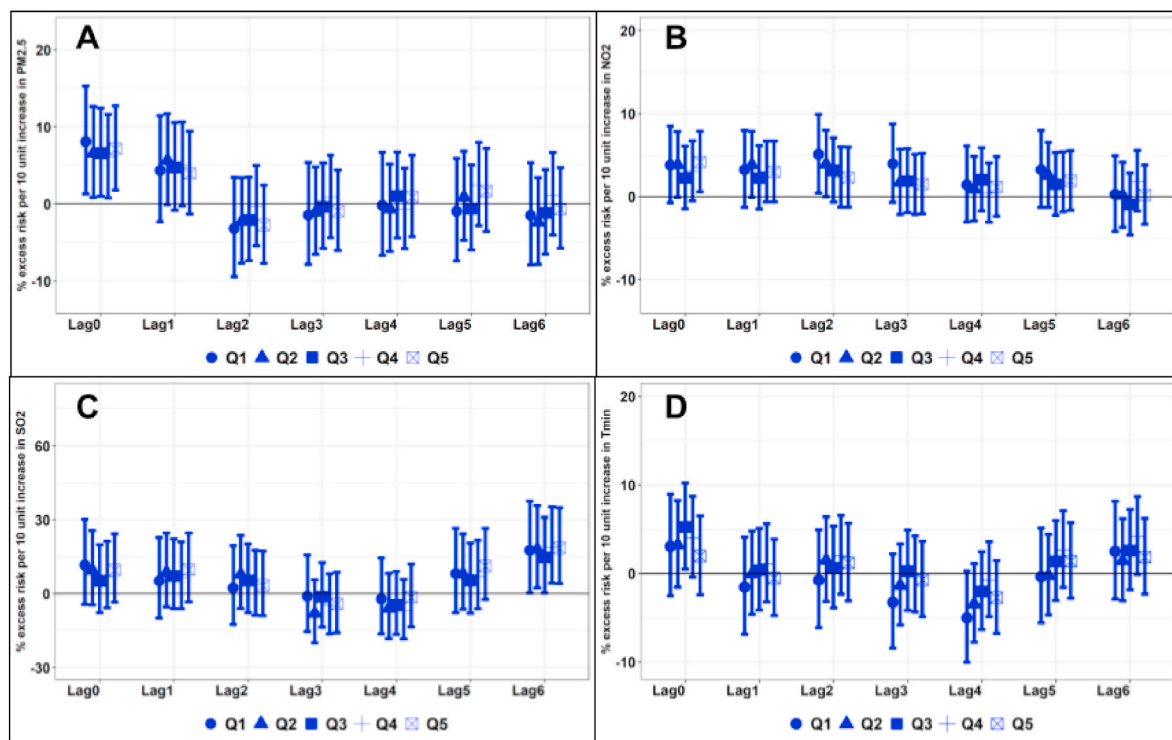 A
% excess risk per 10 unit increase in PM2.5
20
10
0
-10
Lag0 Lag1 Lag2 Lag3 Lag4 Lag5 Lag6
Q1 Q2 Q3 Q4 Q5
B
% excess risk per 10 unit increase in NO2
20
10
0
-10
Lag0 Lag1 Lag2 Lag3 Lag4 Lag5 Lag6
Q1 Q2 Q3 Q4 Q5
C
% excess risk per 10 unit increase in SO2
60
30
0
-30
Lag0 Lag1 Lag2 Lag3 Lag4 Lag5 Lag6
Q1 Q2 Q3 Q4 Q5
D
% excess risk per 10 unit increase in Tmin
20
10
0
-10
Lag0 Lag1 Lag2 Lag3 Lag4 Lag5 Lag6
Q1 Q2 Q3 Q4 Q5